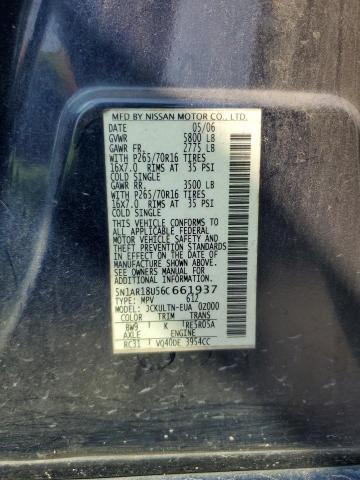 MFD BY NISSAN MOTOR CO., LTD.
DATE 05/06
GVWR 5800 LB
GAWR FR. 2775 LB
WITH P265/70R16 TIRES
16X7.0 RIMS AT 35 PSI
COLD SINGLE
GAWR RR. 3500 LB
WITH P265/70R16 TIRES
16X7.0 RIMS AT 35 PSI
COLD SINGLE
THIS VEHICLE CONFORMS TO
ALL APPLICABLE FEDERAL
MOTOR VEHICLE SAFETY AND
THEFT PREVENTION STANDARDS
IN EFFECT ON THE DATE OF
MANUFACTURE SHOWN ABOVE.
SEE OWNERS MANUAL FOR
ADDITIONAL INFORMATION.
5N1AR18U56C661937
TYPE: MPV 612
MODEL: 3CKULTN-EUA 02000
COLOR TRIM TRANS
BW9 K RE5R05A
AXLE ENGINE
RC31 VQ40DE 3954CC